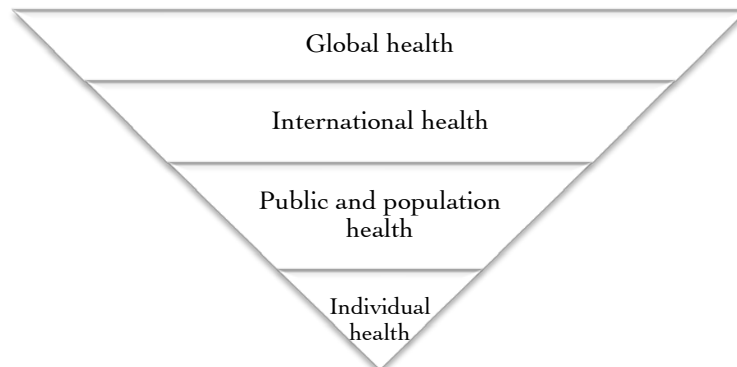 Global health
International health
Public and population
health
Individual
health